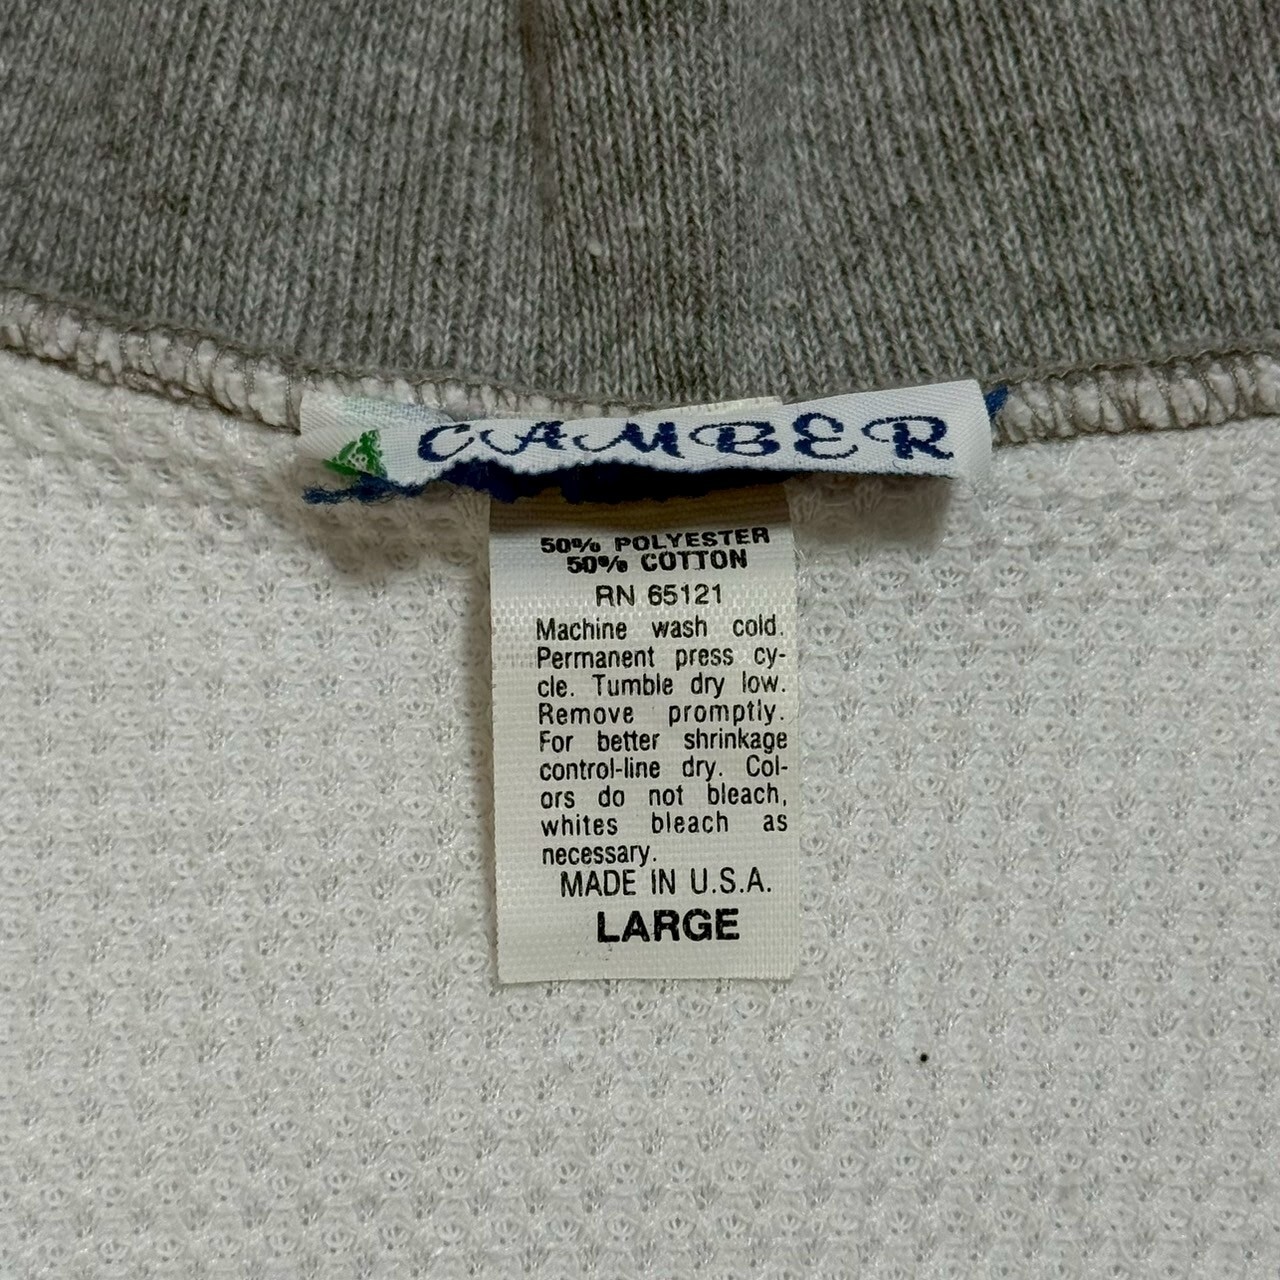 CAMBER
50% POLYESTER
50% COTTON
RN 65121
Machine wash cold.
Permanent press cy-
cle. Tumble dry low.
Remove promptly.
For better shrinkage
control-line dry. Col-
ors do not bleach,
whites bleach as
necessary.
MADE IN U.S.A.
LARGE